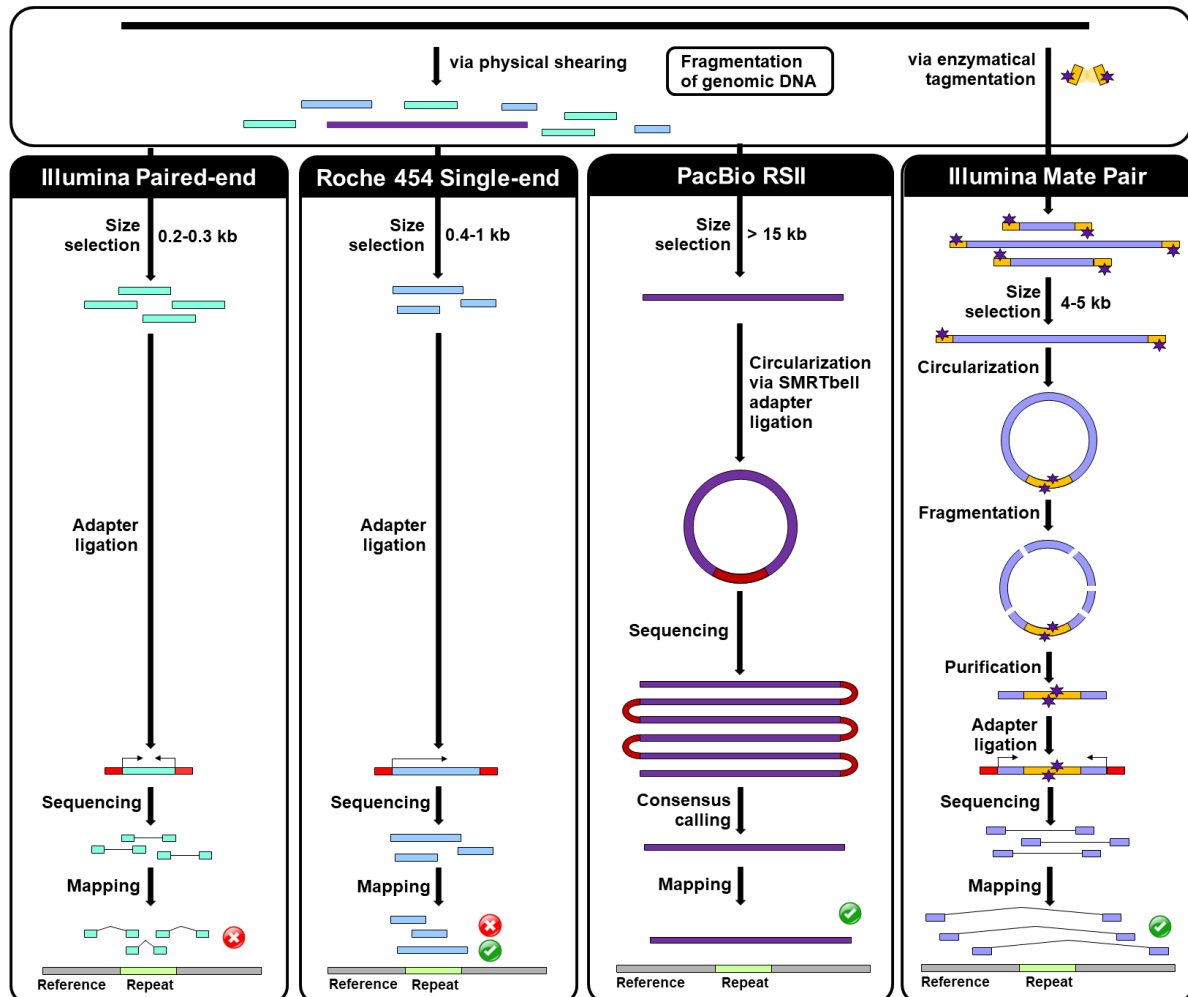 via physical shearing
Fragmentation
of genomic DNA
via enzymatical
tagmentation
Illumina Paired-end
Size
selection
0.2-0.3 kb
Adapter
ligation
Sequencing
Mapping
Reference
Repeat
Roche 454 Single-end
Size
selection
0.4-1 kb
Adapter
ligation
Sequencing
Mapping
Reference
Repeat
PacBio RSII
Size
selection
> 15 kb
Circularization
via SMRTbell
adapter
ligation
Sequencing
Consensus
calling
Mapping
Reference
Repeat
Illumina Mate Pair
Size
selection
4-5 kb
Circularization
Fragmentation
Purification
Adapter
ligation
Sequencing
Mapping
Reference
Repeat